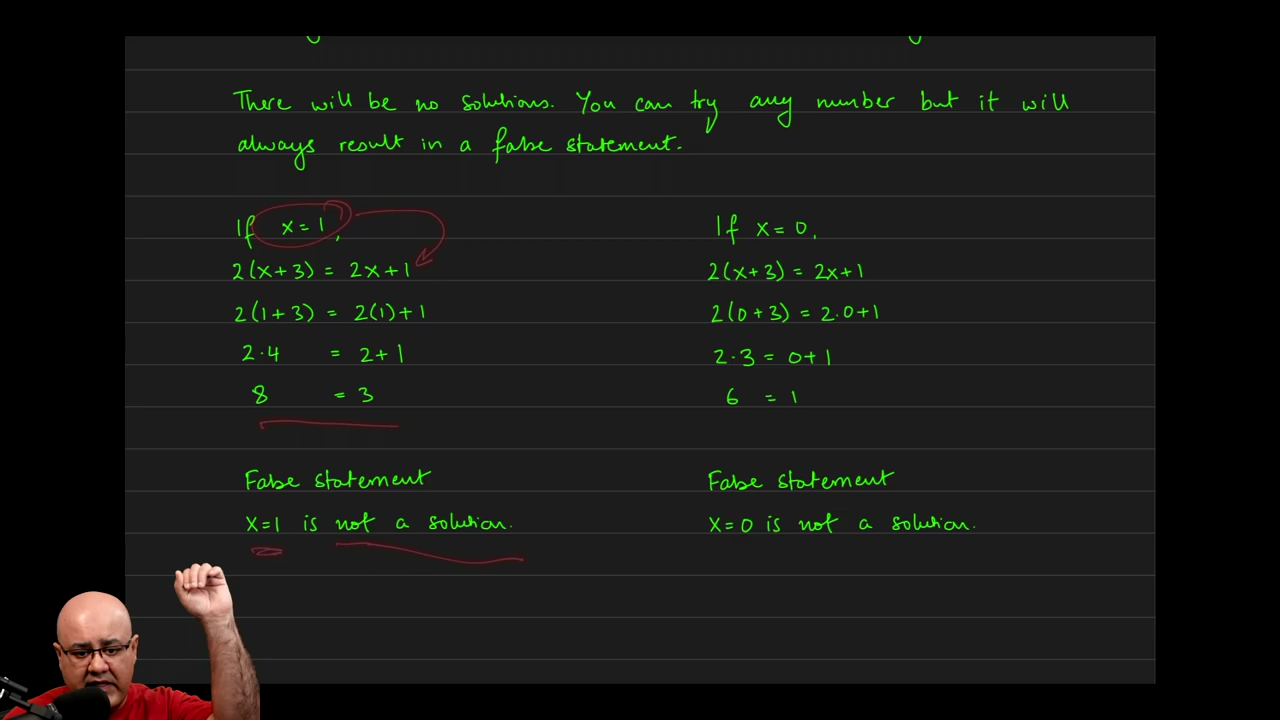 There will be no solutions. You can try any number but it will
always result in a false statement.
If x = 1,
2(x+3) = 2x+1
2(1+3) = 2(1)+1
2·4 = 2+1
8 = 3
False statement
x=1 is not a solution.
If x = 0,
2(x+3) = 2x+1
2(0+3) = 2·0+1
2·3 = 0+1
6 = 1
False statement
x=0 is not a solution.